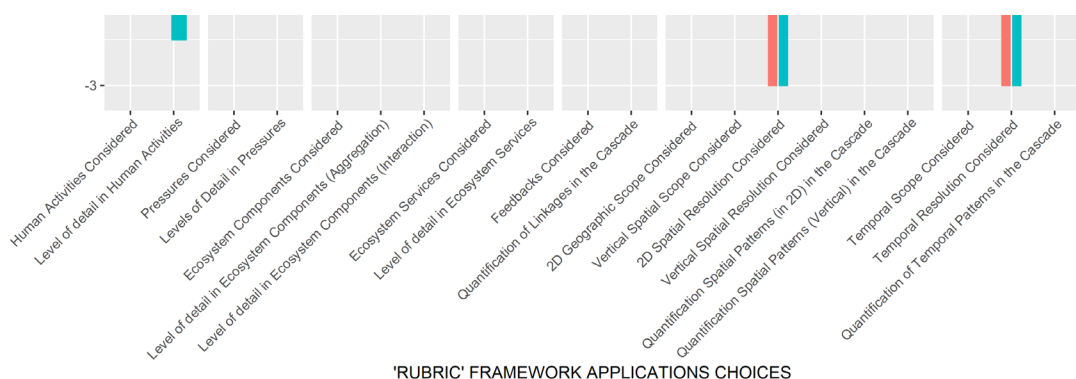 -3
Human Activities Considered
Level of detail in Human Activities
Pressures Considered
Levels of Detail in Pressures
Ecosystem Components Considered
Level of detail in Ecosystem Components (Aggregation)
Level of detail in Ecosystem Components (Interaction)
Ecosystem Services Considered
Level of detail in Ecosystem Services
Feedbacks Considered
Quantification of Linkages in the Cascade
2D Geographic Scope Considered
Vertical Spatial Scope Considered
2D Spatial Resolution Considered
Vertical Spatial Resolution Considered
Quantification Spatial Patterns (in 2D) in the Cascade
Quantification Spatial Patterns (Vertical) in the Cascade
Temporal Scope Considered
Temporal Resolution Considered
Quantification of Temporal Patterns in the Cascade
'RUBRIC' FRAMEWORK APPLICATIONS CHOICES